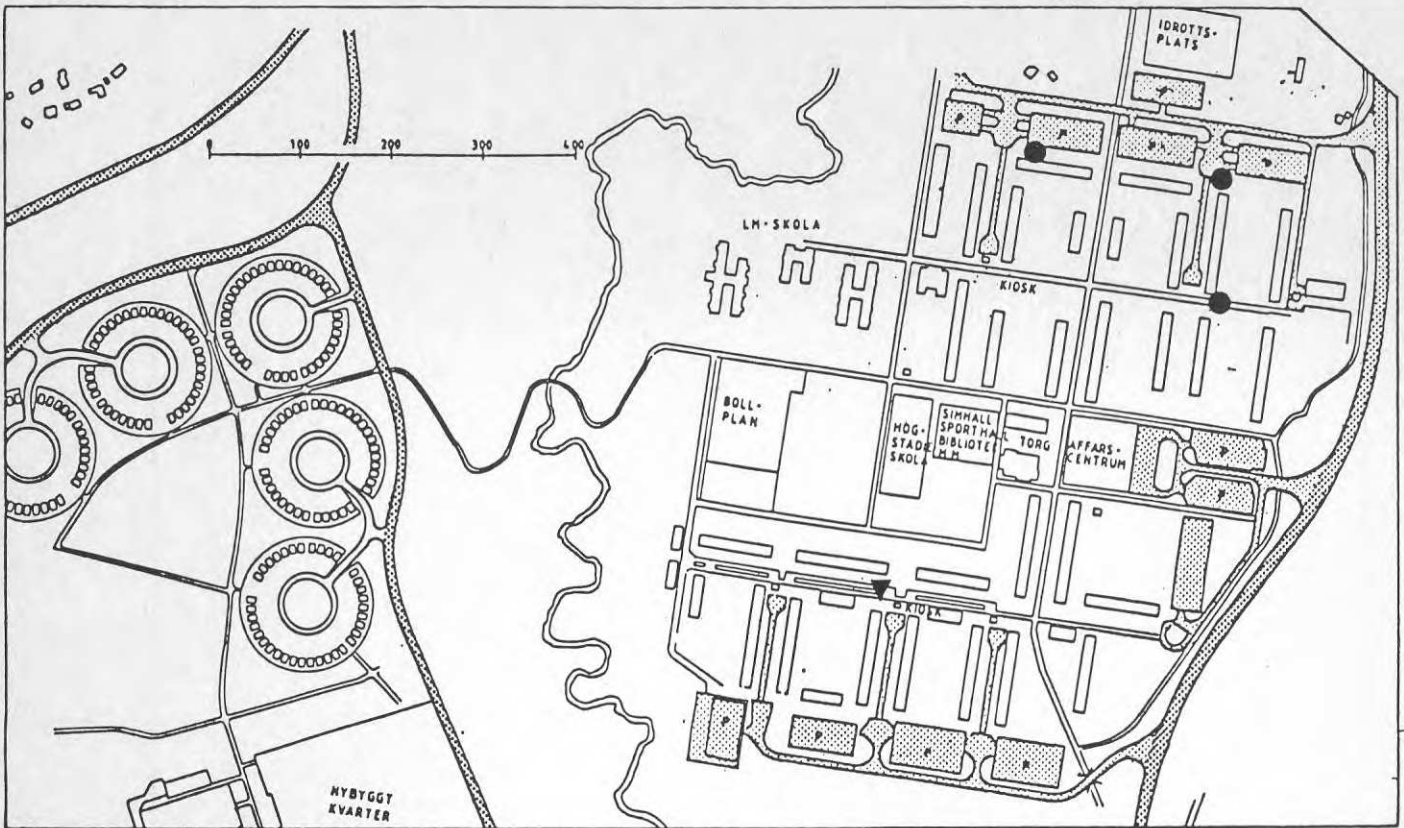 IDROTTS-
PLATS
P
P
P
P
P
0 100 200 300 400
LM-SKOLA
KIOSK
BOLL-
PLAN
HÖG-
STADIE
SKOLA
SIMHALL
SPORTHALL
BIBLIOTEK
M.M.
TORG
AFFÄRS-
CENTRUM
P
P
KIOSK
P
P
P
P
NYBYGGT
KVARTER